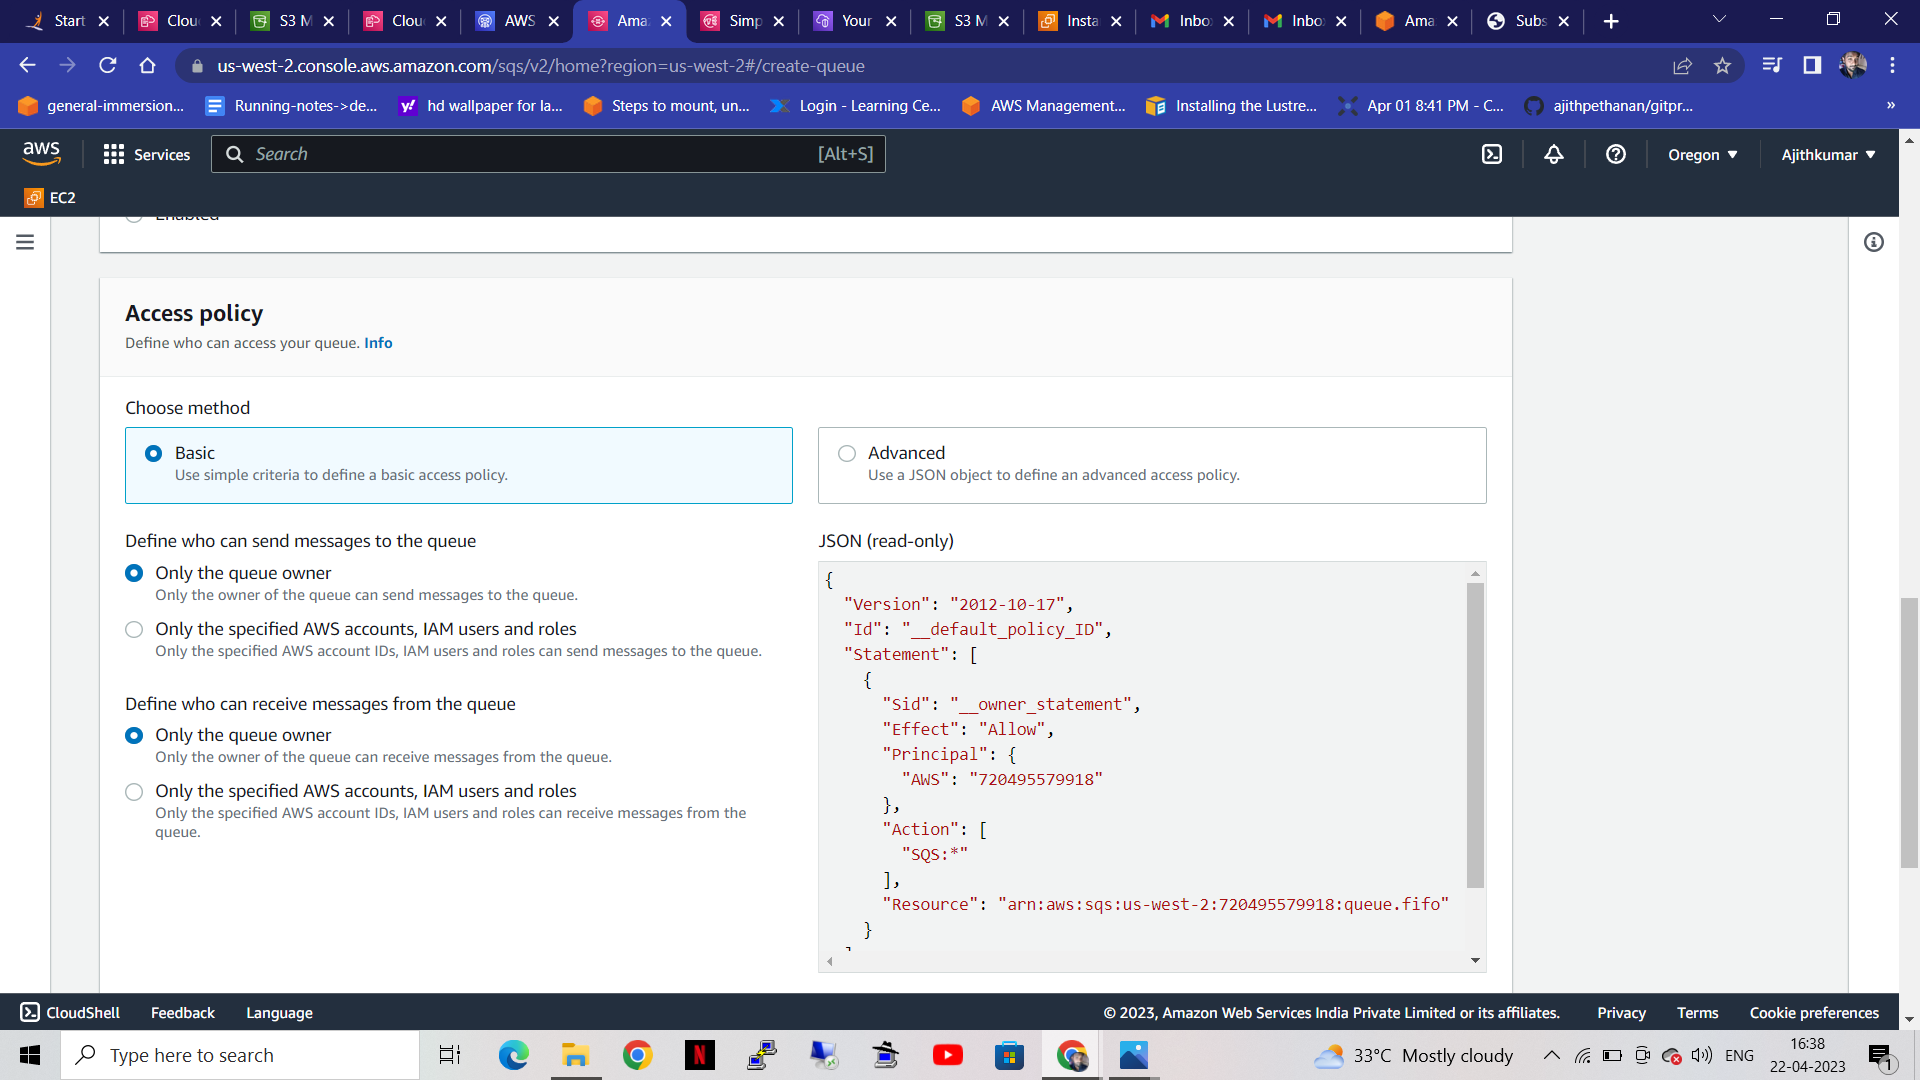 Start
Clou
S3 M
Clou
AWS
Ama
Simp
Your
S3 M
Insta
Inbo
Inbo
Ama
Subs
us-west-2.console.aws.amazon.com/sqs/v2/home?region=us-west-2#/create-queue
general-immersion...
Running-notes->de...
hd wallpaper for la...
Steps to mount, un...
Login - Learning Ce...
AWS Management...
Installing the Lustre...
Apr 01 8:41 PM - C...
ajithpethanan/gitpr...
»
aws
Services
Search
[Alt+S]
Oregon
Ajithkumar
EC2
Enabled
Access policy
Define who can access your queue. Info
Choose method
Basic
Use simple criteria to define a basic access policy.
Advanced
Use a JSON object to define an advanced access policy.
Define who can send messages to the queue
Only the queue owner
Only the owner of the queue can send messages to the queue.
Only the specified AWS accounts, IAM users and roles
Only the specified AWS account IDs, IAM users and roles can send messages to the queue.
Define who can receive messages from the queue
Only the queue owner
Only the owner of the queue can receive messages from the queue.
Only the specified AWS accounts, IAM users and roles
Only the specified AWS account IDs, IAM users and roles can receive messages from the
queue.
JSON (read-only)
{
"Version": "2012-10-17",
"Id": "__default_policy_ID",
"Statement": [
{
"Sid": "__owner_statement",
"Effect": "Allow",
"Principal": {
"AWS": "720495579918"
},
"Action": [
"SQS:*"
],
"Resource": "arn:aws:sqs:us-west-2:720495579918:queue.fifo"
}
]
CloudShell
Feedback
Language
© 2023, Amazon Web Services India Private Limited or its affiliates.
Privacy
Terms
Cookie preferences
Type here to search
33°C Mostly cloudy
ENG
16:38
22-04-2023
1